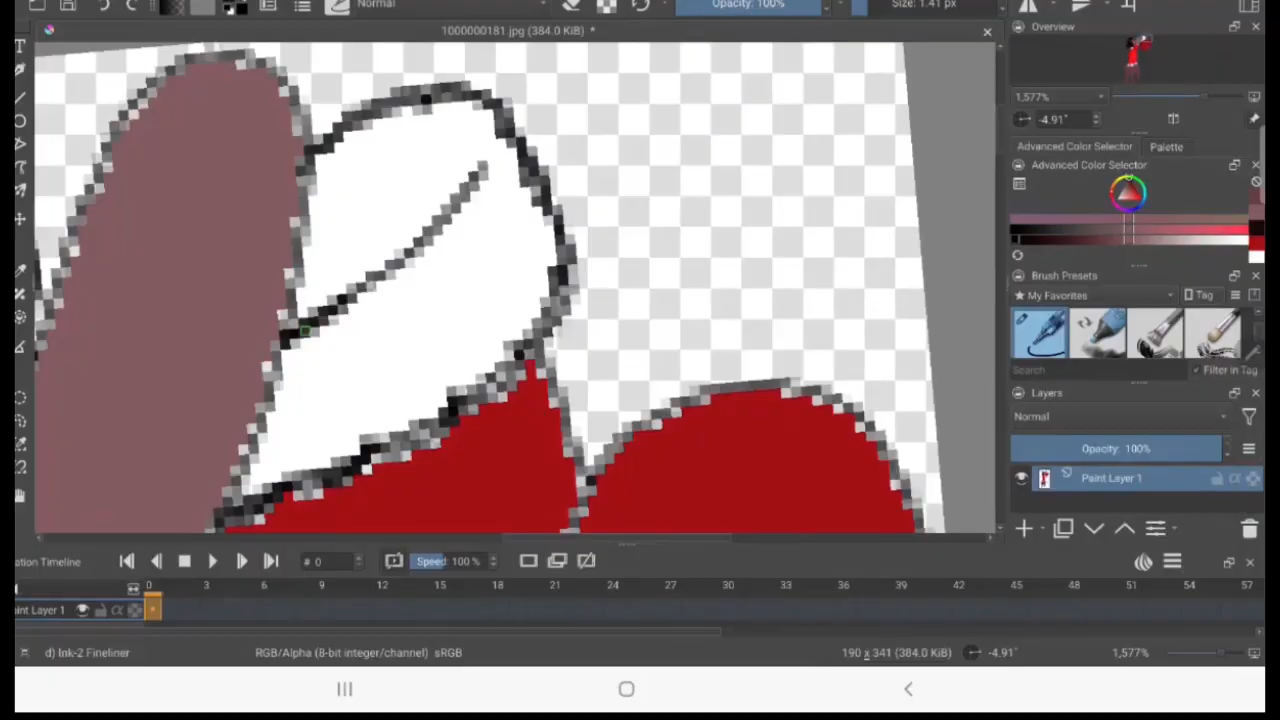 Normal
Opacity: 100%
Size: 1.41 px
1000000181 jpg (384.0 KiB) *
Overview
1,577%
-4.91°
Advanced Color Selector
Palette
Advanced Color Selector
Brush Presets
★ My Favorites
Tag
Search
Filter in Tag
Layers
Normal
Opacity: 100%
Paint Layer 1
ation Timeline
# 0
Speed: 100 %
0 3 6 9 12 15 18 21 24 27 30 33 36 39 42 45 48 51 54 57
aint Layer 1
d) Ink-2 Fineliner
RGB/Alpha (8-bit integer/channel) sRGB
190 x 341 (384.0 KiB)
-4.91°
1,577%